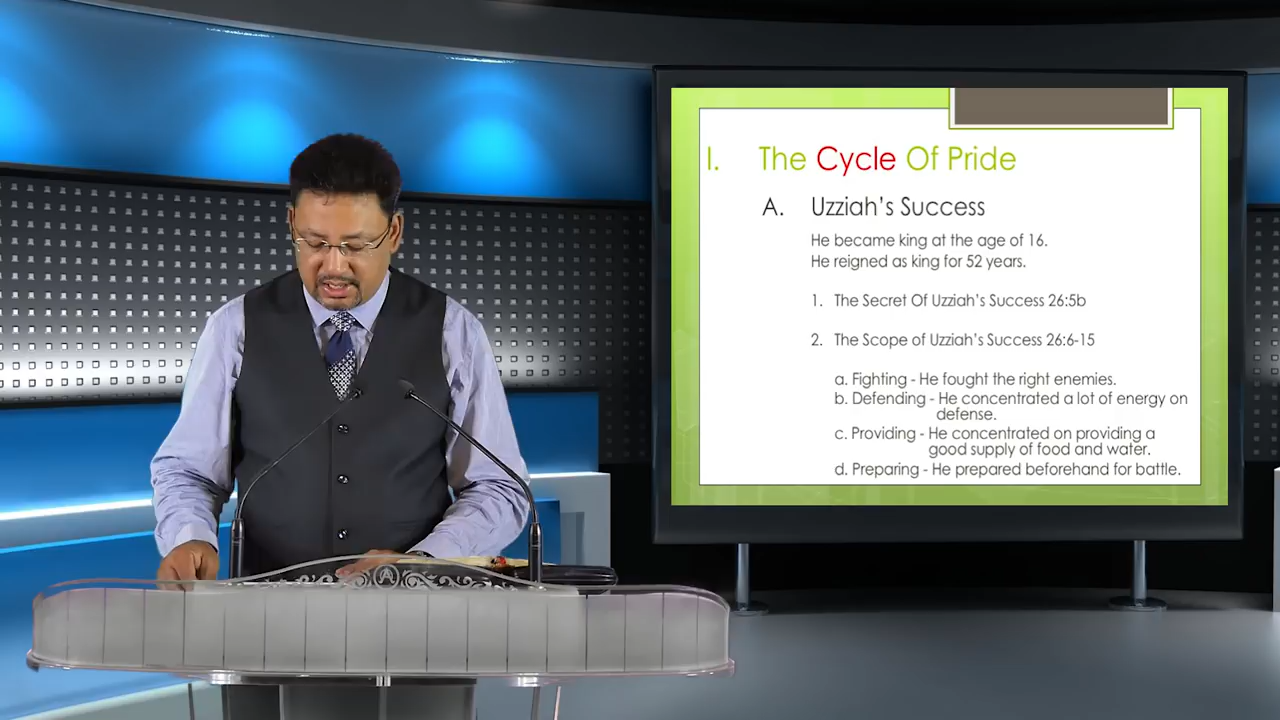 I. The Cycle Of Pride
A. Uzziah's Success
He became king at the age of 16.
He reigned as king for 52 years.
1. The Secret Of Uzziah's Success 26:5b
2. The Scope of Uzziah's Success 26:6-15
a. Fighting - He fought the right enemies.
b. Defending - He concentrated a lot of energy on
defense.
c. Providing - He concentrated on providing a
good supply of food and water.
d. Preparing - He prepared beforehand for battle.
A